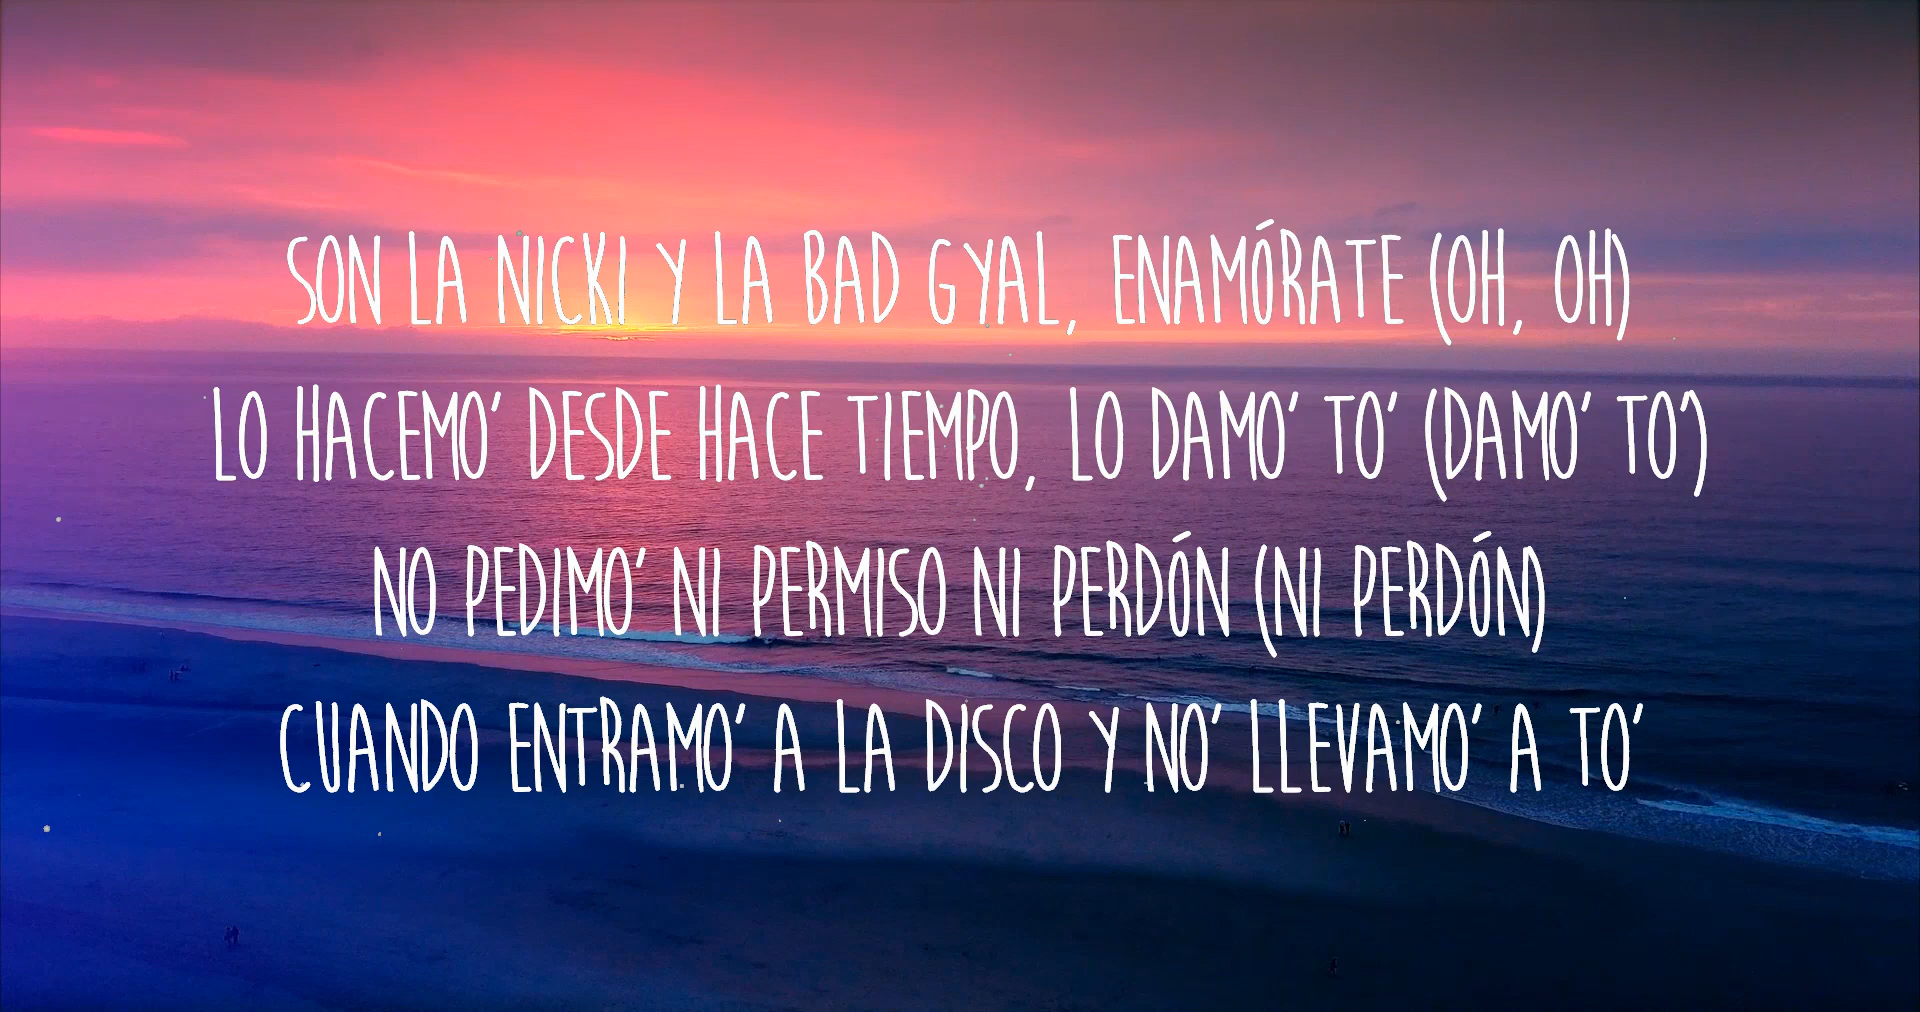 SON LA NICKI Y LA BAD GYAL, ENAMÓRATE (OH, OH)
LO HACEMO' DESDE HACE TIEMPO, LO DAMO' TO' (DAMO' TO')
NO PEDIMO' NI PERMISO NI PERDÓN (NI PERDÓN)
CUANDO ENTRAMO' A LA DISCO Y NO' LLEVAMO' A TO'